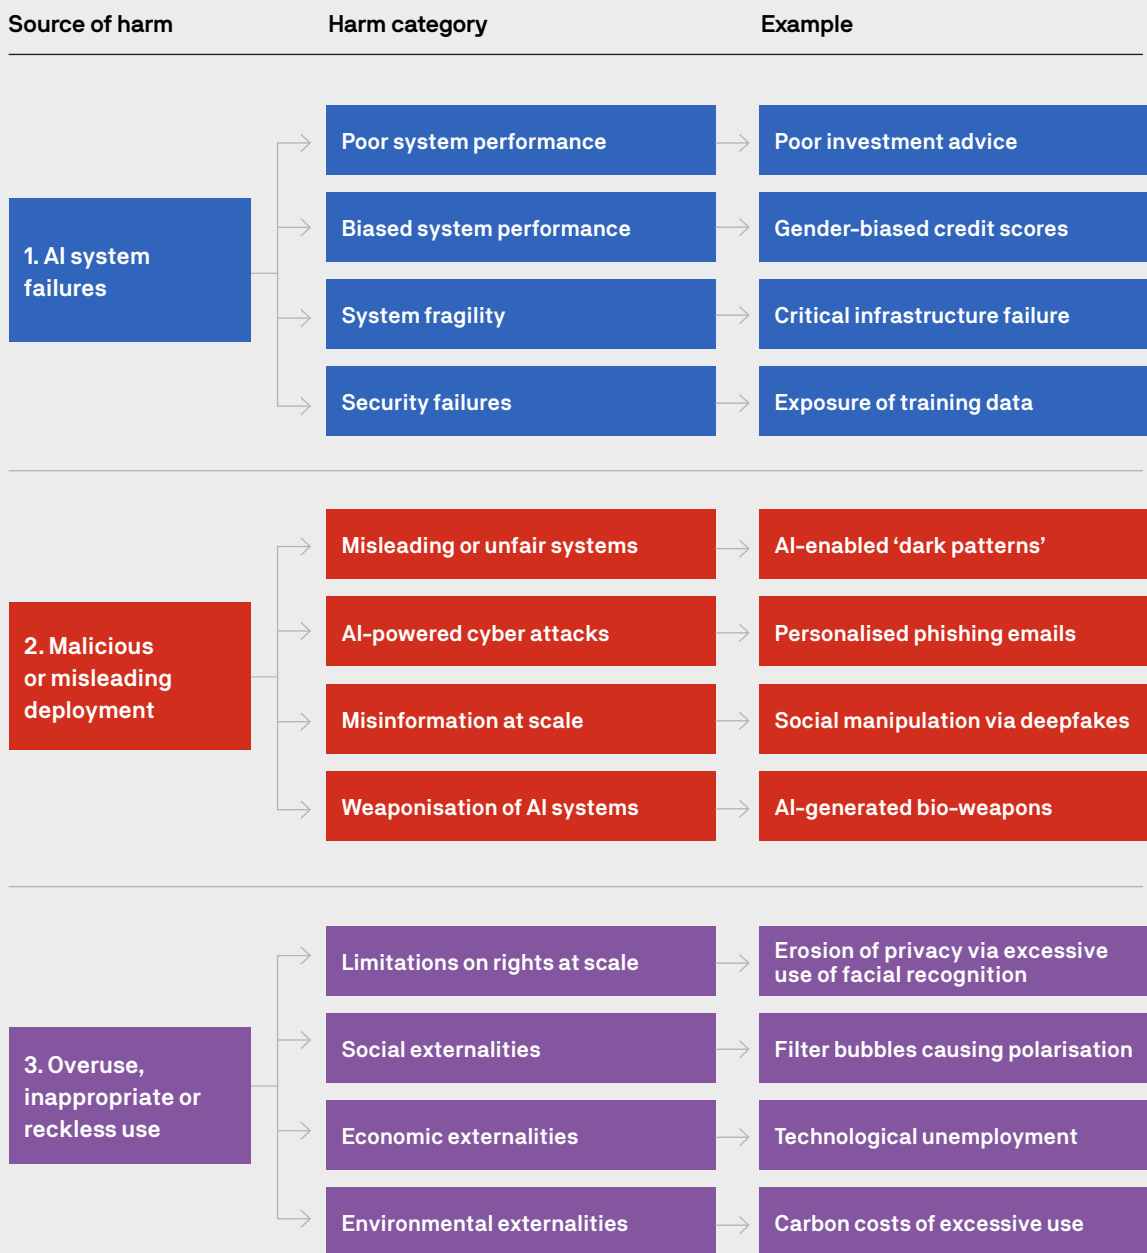 Source of harm
Harm category
Example
1. AI system
failures
Poor system performance
Poor investment advice
Biased system performance
Gender-biased credit scores
System fragility
Critical infrastructure failure
Security failures
Exposure of training data
2. Malicious
or misleading
deployment
Misleading or unfair systems
AI-enabled ‘dark patterns’
AI-powered cyber attacks
Personalised phishing emails
Misinformation at scale
Social manipulation via deepfakes
Weaponisation of AI systems
AI-generated bio-weapons
3. Overuse,
inappropriate or
reckless use
Limitations on rights at scale
Erosion of privacy via excessive
use of facial recognition
Social externalities
Filter bubbles causing polarisation
Economic externalities
Technological unemployment
Environmental externalities
Carbon costs of excessive use